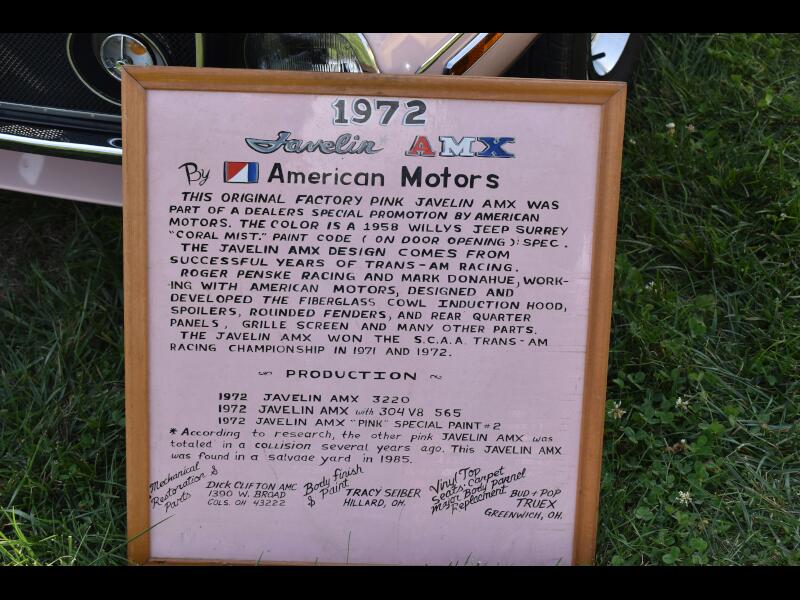 1972
Javelin AMX
By American Motors
THIS ORIGINAL FACTORY PINK JAVELIN AMX WAS
PART OF A DEALERS SPECIAL PROMOTION BY AMERICAN
MOTORS. THE COLOR IS A 1958 WILLYS JEEP SURREY
"CORAL MIST." PAINT CODE (ON DOOR OPENING): SPEC.
THE JAVELIN AMX DESIGN COMES FROM
SUCCESSFUL YEARS OF TRANS-AM RACING.
ROGER PENSKE RACING AND MARK DONAHUE, WORK-
ING WITH AMERICAN MOTORS, DESIGNED AND
DEVELOPED THE FIBERGLASS COWL INDUCTION HOOD,
SPOILERS, ROUNDED FENDERS, AND REAR QUARTER
PANELS, GRILLE SCREEN AND MANY OTHER PARTS.
THE JAVELIN AMX WON THE S.C.A.A. TRANS-AM
RACING CHAMPIONSHIP IN 1971 AND 1972.
~ PRODUCTION ~
1972 JAVELIN AMX 3220
1972 JAVELIN AMX with 304 V8 565
1972 JAVELIN AMX "PINK" SPECIAL PAINT #2
*According to research, the other pink JAVELIN AMX was
totaled in a collision several years ago. This JAVELIN AMX
was found in a salvage yard in 1985.
Mechanical
Restoration &
Parts
DICK CLIFTON AMC
1390 W. BROAD
COLS. OH 43222
Body Finish
& Paint
TRACY SEIBER
HILLARD, OH.
Vinyl Top
Seats: Carpet
Major Body Pannel
Replecment
BUD + POP
TRUEX
GREENWICH, OH.